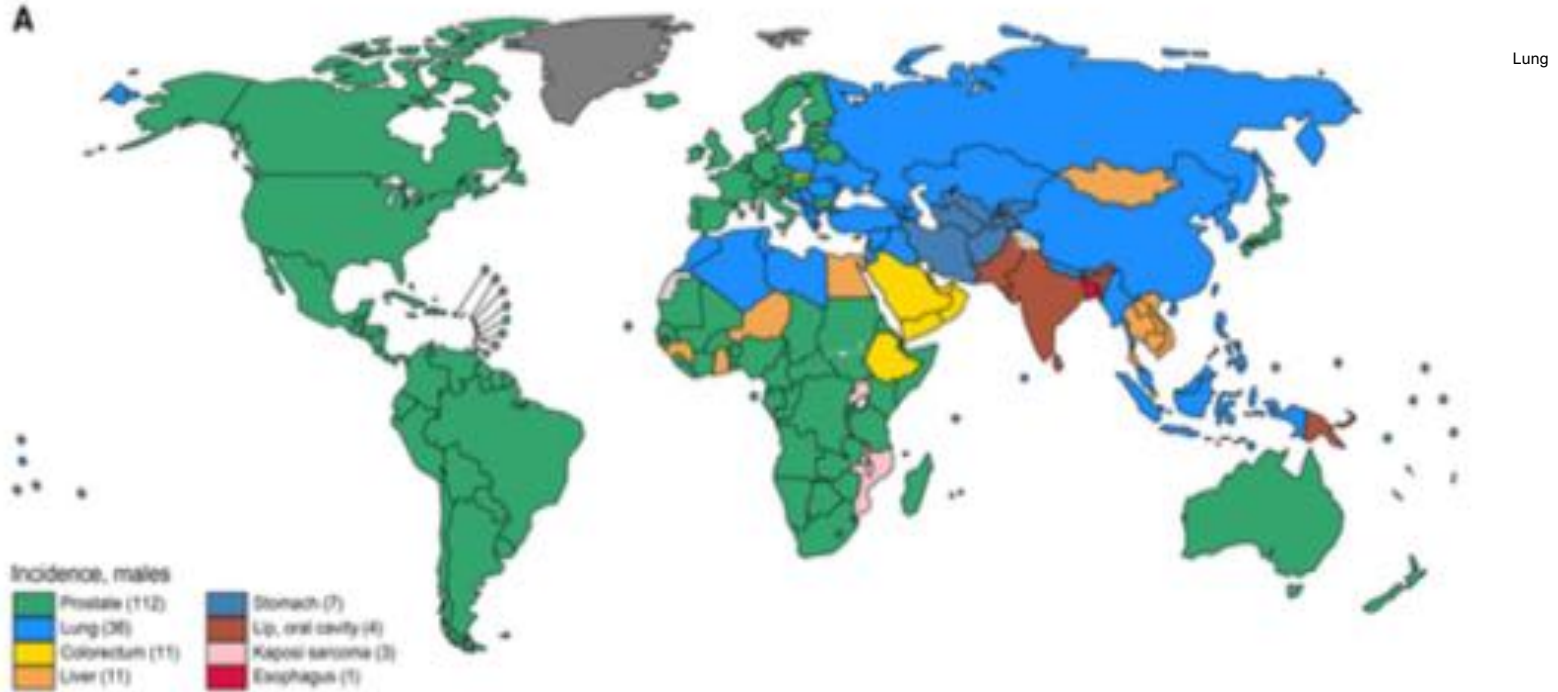 A
Lung
Incidence, males
Prostate (112)
Lung (36)
Colorectum (11)
Liver (11)
Stomach (7)
Lip, oral cavity (4)
Kaposi sarcoma (3)
Esophagus (1)